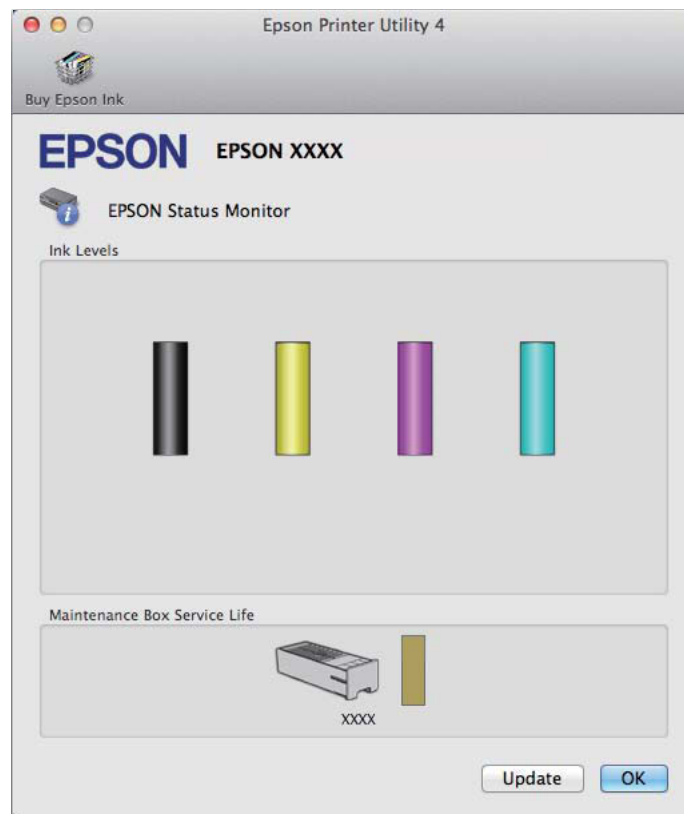 Epson Printer Utility 4
Buy Epson Ink
EPSON EPSON XXXX
EPSON Status Monitor
Ink Levels
Maintenance Box Service Life
XXXX
Update OK